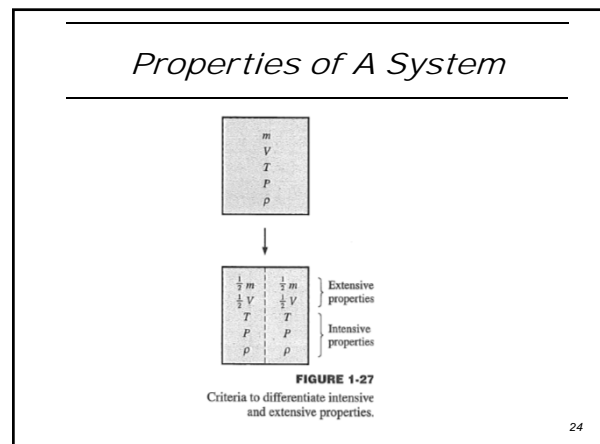 Properties of A System
m
V
T
P
ρ
½ m ½ m
½ V ½ V
T T
P P
ρ ρ
Extensive
properties
Intensive
properties
FIGURE 1-27
Criteria to differentiate intensive
and extensive properties.
24